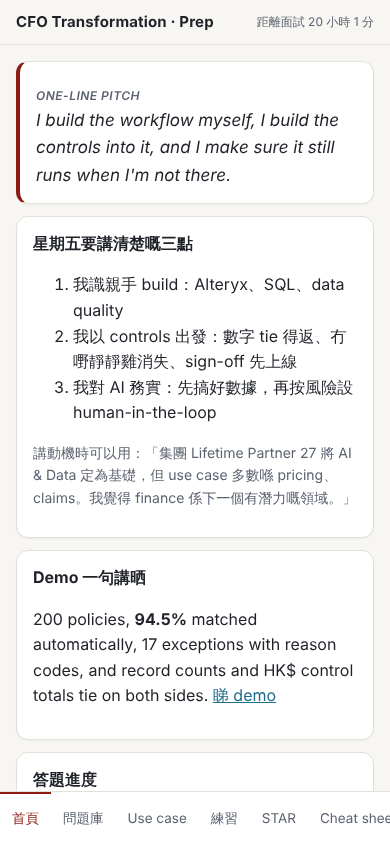 CFO Transformation · Prep
距離面試 20 小時 1 分
ONE-LINE PITCH
I build the workflow myself, I build the
controls into it, and I make sure it still
runs when I'm not there.
星期五要講清楚嘅三點
1. 我識親手 build：Alteryx、SQL、data
quality
2. 我以 controls 出發：數字 tie 得返、冇
嘢靜靜雞消失、sign-off 先上線
3. 我對 AI 務實：先搞好數據，再按風險設
human-in-the-loop
講動機時可以用：「集團 Lifetime Partner 27 將 AI
& Data 定為基礎，但 use case 多數喺 pricing、
claims。我覺得 finance 係下一個有潛力嘅領域。」
Demo 一句講晒
200 policies, 94.5% matched
automatically, 17 exceptions with reason
codes, and record counts and HK$ control
totals tie on both sides. 睇 demo
答題進度
首頁 問題庫 Use case 練習 STAR Cheat shee